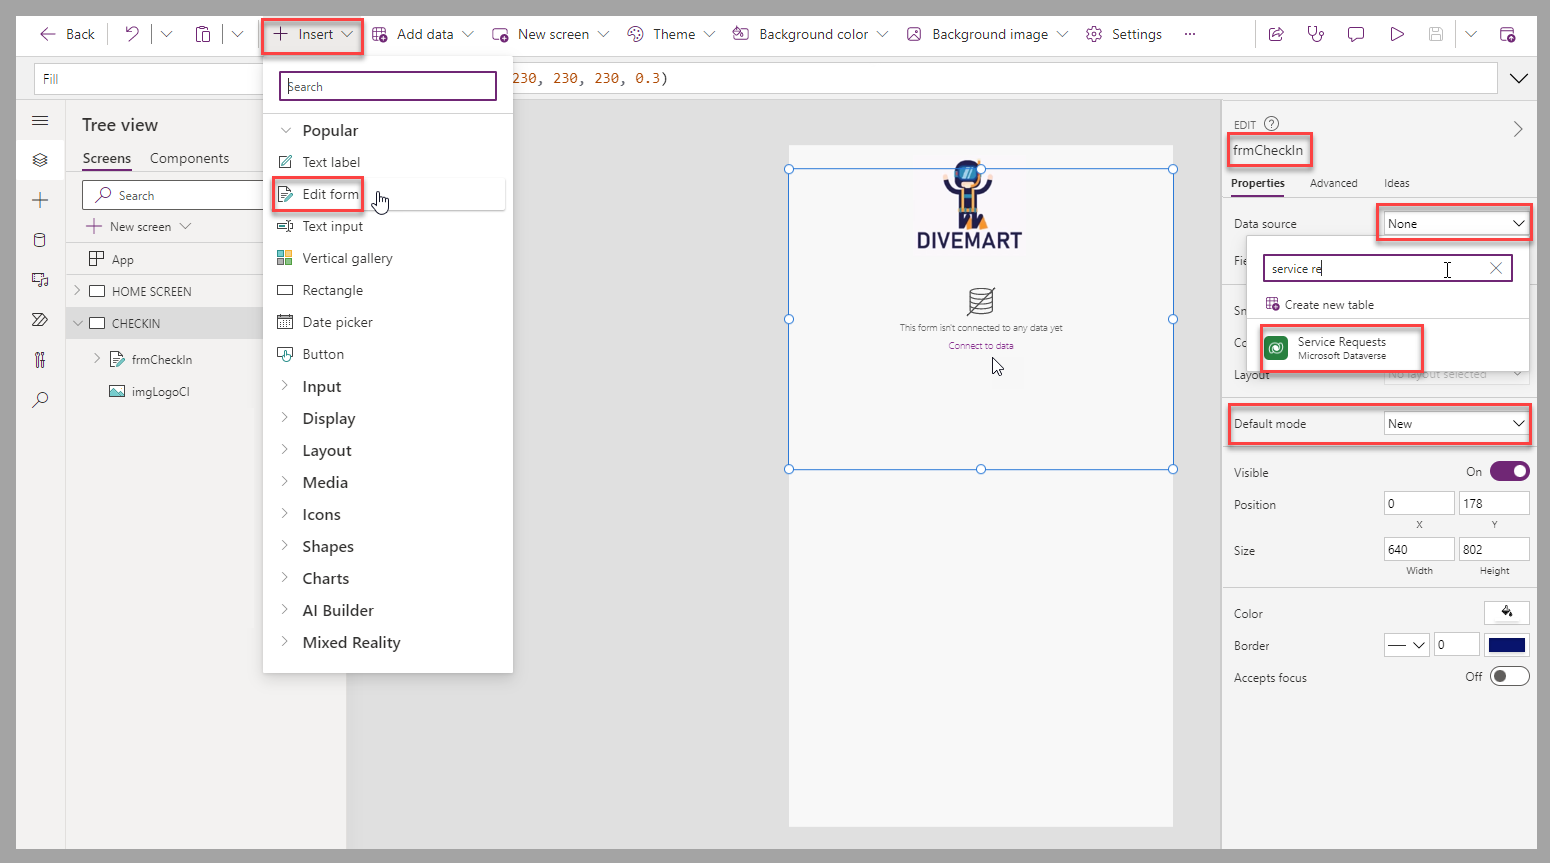 Back
Insert
Add data
New screen
Theme
Background color
Background image
Settings
Fill
230, 230, 230, 0.3)
Search
Popular
Text label
Edit form
Text input
Vertical gallery
Rectangle
Date picker
Button
Input
Display
Layout
Media
Icons
Shapes
Charts
AI Builder
Mixed Reality
Tree view
Screens
Components
Search
New screen
App
HOME SCREEN
CHECKIN
frmCheckIn
imgLogoCI
DIVEMART
This form isn't connected to any data yet
Connect to data
EDIT
frmCheckIn
Properties
Advanced
Ideas
Data source
None
Fie
service re
Create new table
Sn
Service Requests
Microsoft Dataverse
Co
Layout
No layout selected
Default mode
New
Visible
On
Position
0
178
X
Y
Size
640
802
Width
Height
Color
Border
0
Accepts focus
Off